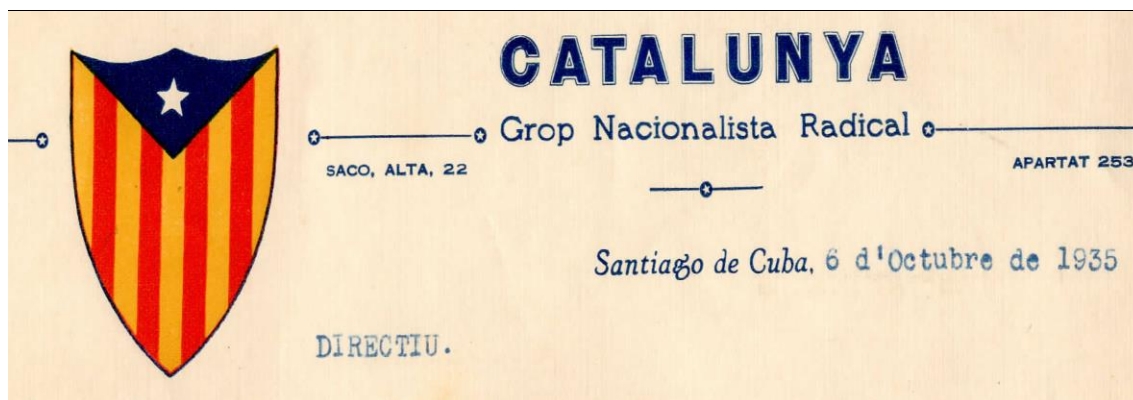 CATALUNYA
Grop Nacionalista Radical
SACO, ALTA, 22
APARTAT 253
Santiago de Cuba, 6 d'Octubre de 1935
DIRECTIU.